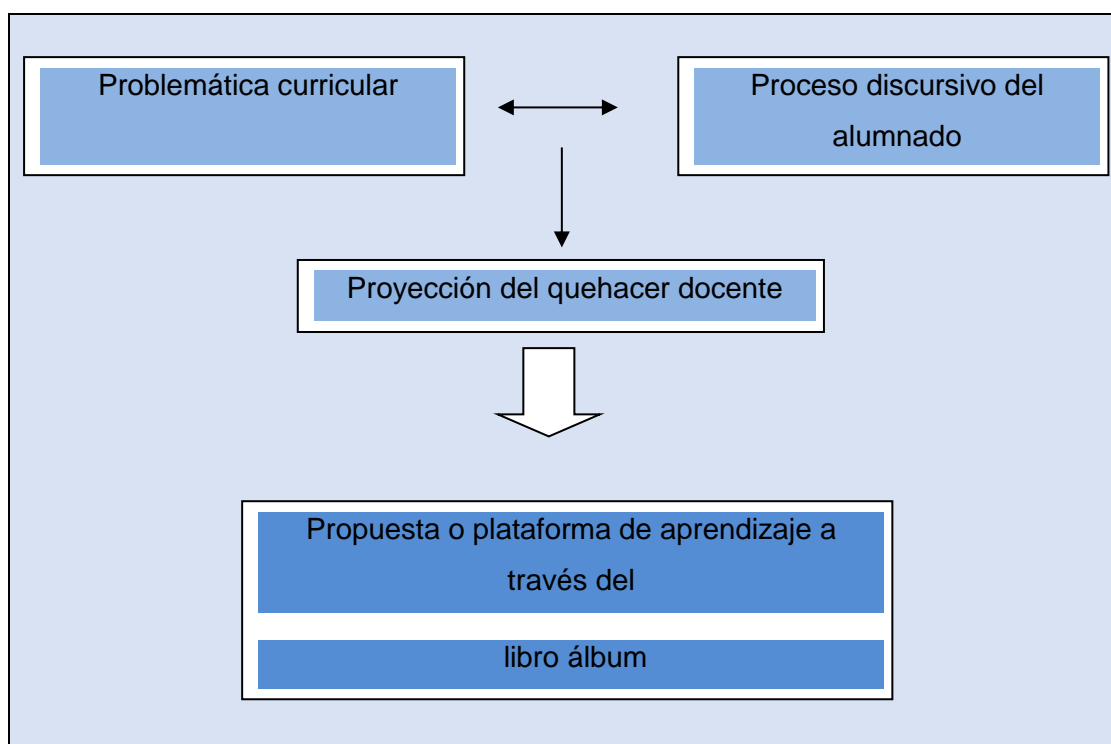 Problemática curricular
Proceso discursivo del
alumnado
Proyección del quehacer docente
Propuesta o plataforma de aprendizaje a
través del
libro álbum